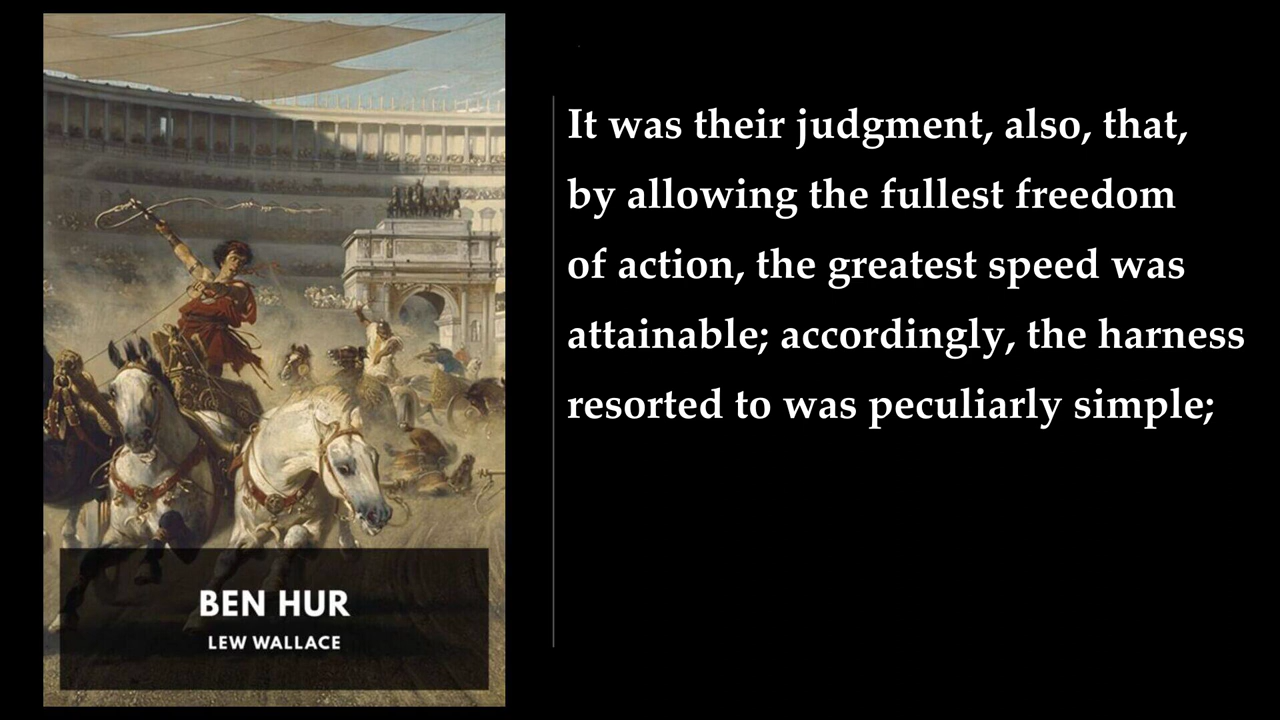 It was their judgment, also, that,
by allowing the fullest freedom
of action, the greatest speed was
attainable; accordingly, the harness
resorted to was peculiarly simple;
BEN HUR
LEW WALLACE